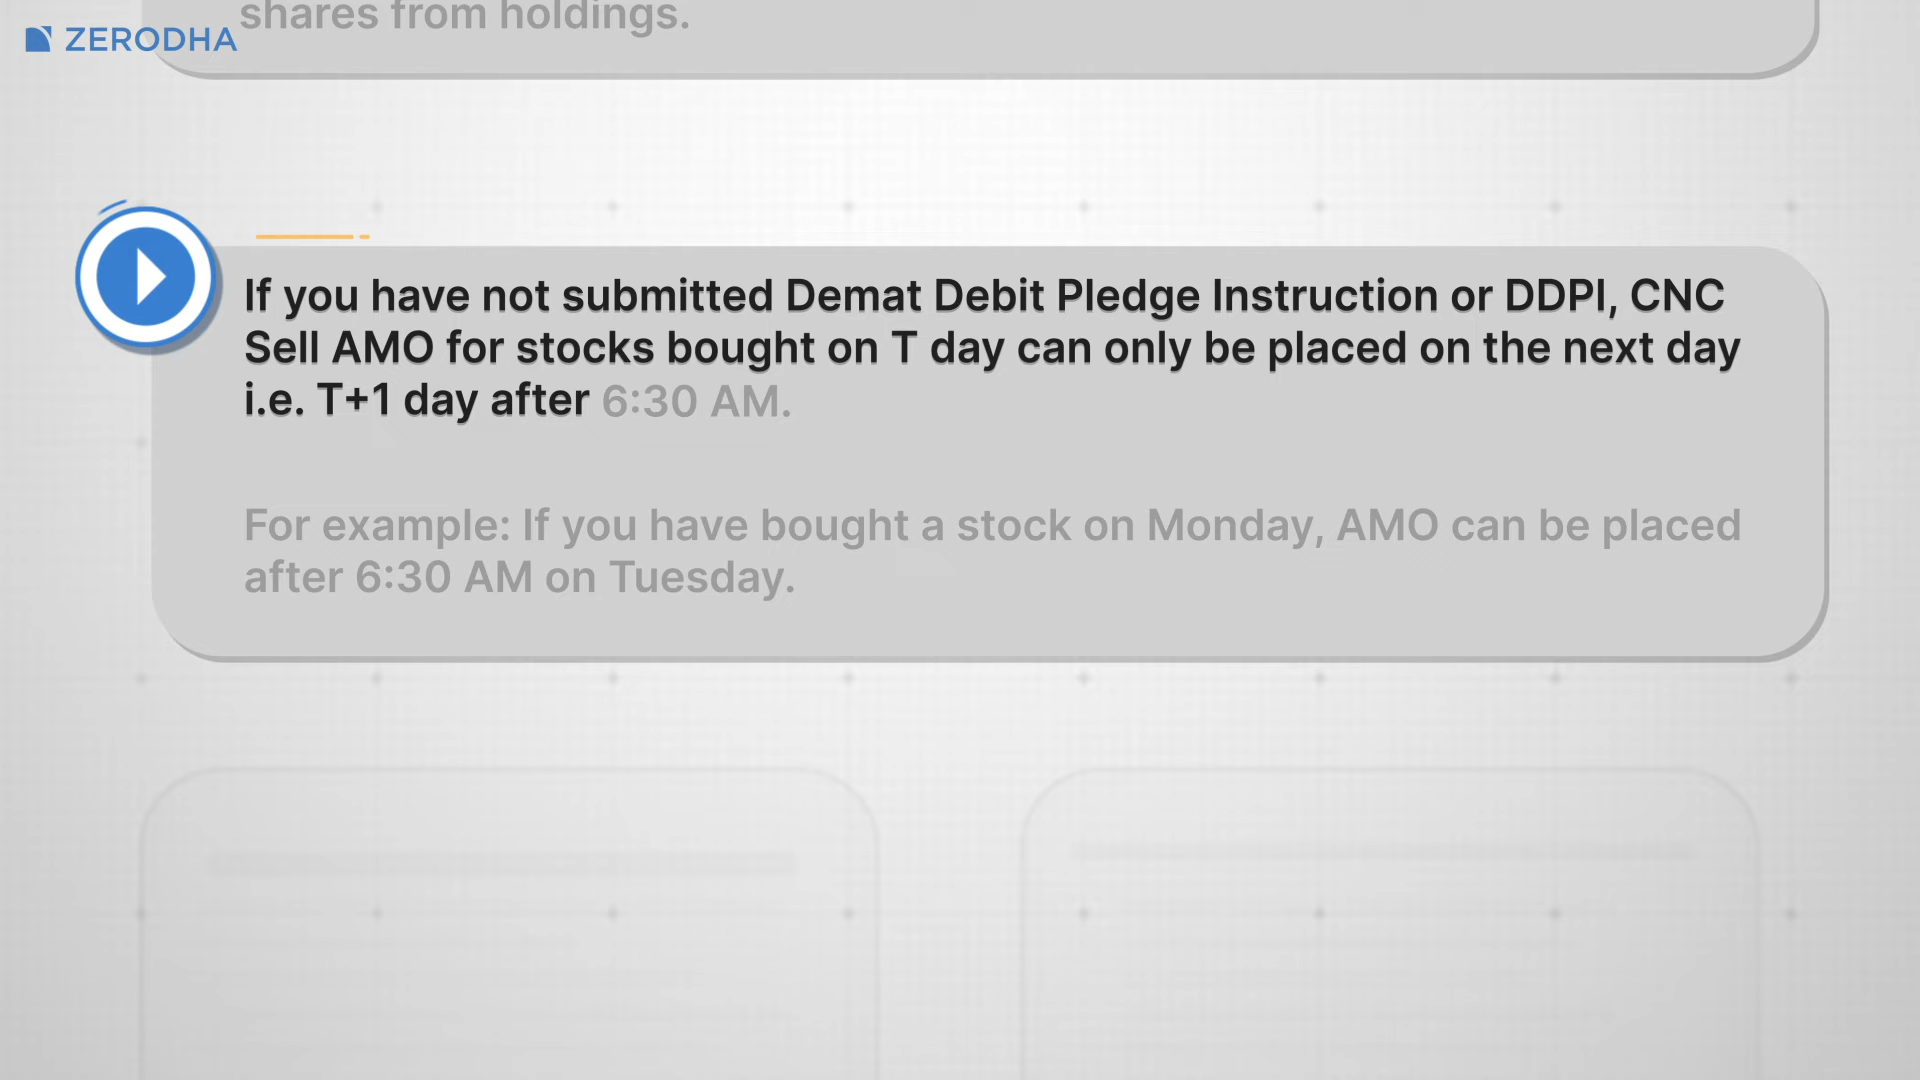 shares from holdings.
ZERODHA
If you have not submitted Demat Debit Pledge Instruction or DDPI, CNC
Sell AMO for stocks bought on T day can only be placed on the next day
i.e. T+1 day after 6:30 AM.
For example: If you have bought a stock on Monday, AMO can be placed
after 6:30 AM on Tuesday.